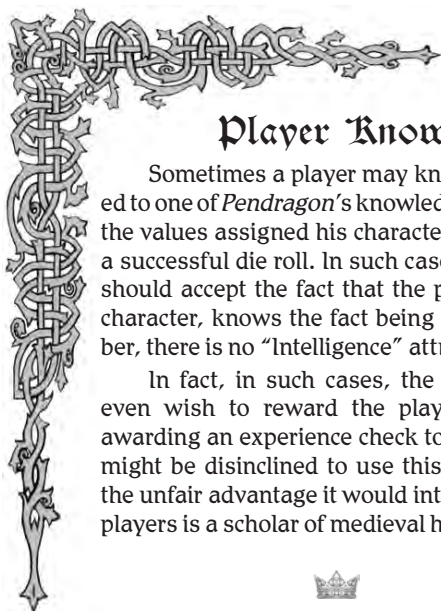 Player Know
Sometimes a player may kn
ed to one of Pendragon's knowled
the values assigned his characte
a successful die roll. In such case
should accept the fact that the p
character, knows the fact being
ber, there is no "Intelligence" attr
In fact, in such cases, the
even wish to reward the play
awarding an experience check to
might be disinclined to use this
the unfair advantage it would int
players is a scholar of medieval h